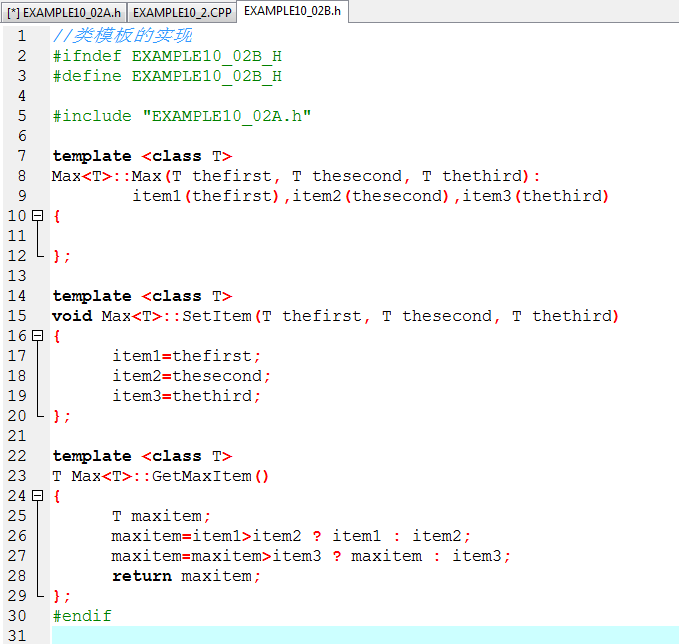 [*] EXAMPLE10_02A.h EXAMPLE10_2.CPP EXAMPLE10_02B.h
1 //类模板的实现
2 #ifndef EXAMPLE10_02B_H
3 #define EXAMPLE10_02B_H
4
5 #include "EXAMPLE10_02A.h"
6
7 template <class T>
8 Max<T>::Max(T thefirst, T thesecond, T thethird):
9 item1(thefirst),item2(thesecond),item3(thethird)
10 {
11
12 };
13
14 template <class T>
15 void Max<T>::SetItem(T thefirst, T thesecond, T thethird)
16 {
17 item1=thefirst;
18 item2=thesecond;
19 item3=thethird;
20 };
21
22 template <class T>
23 T Max<T>::GetMaxItem()
24 {
25 T maxitem;
26 maxitem=item1>item2 ? item1 : item2;
27 maxitem=maxitem>item3 ? maxitem : item3;
28 return maxitem;
29 };
30 #endif
31